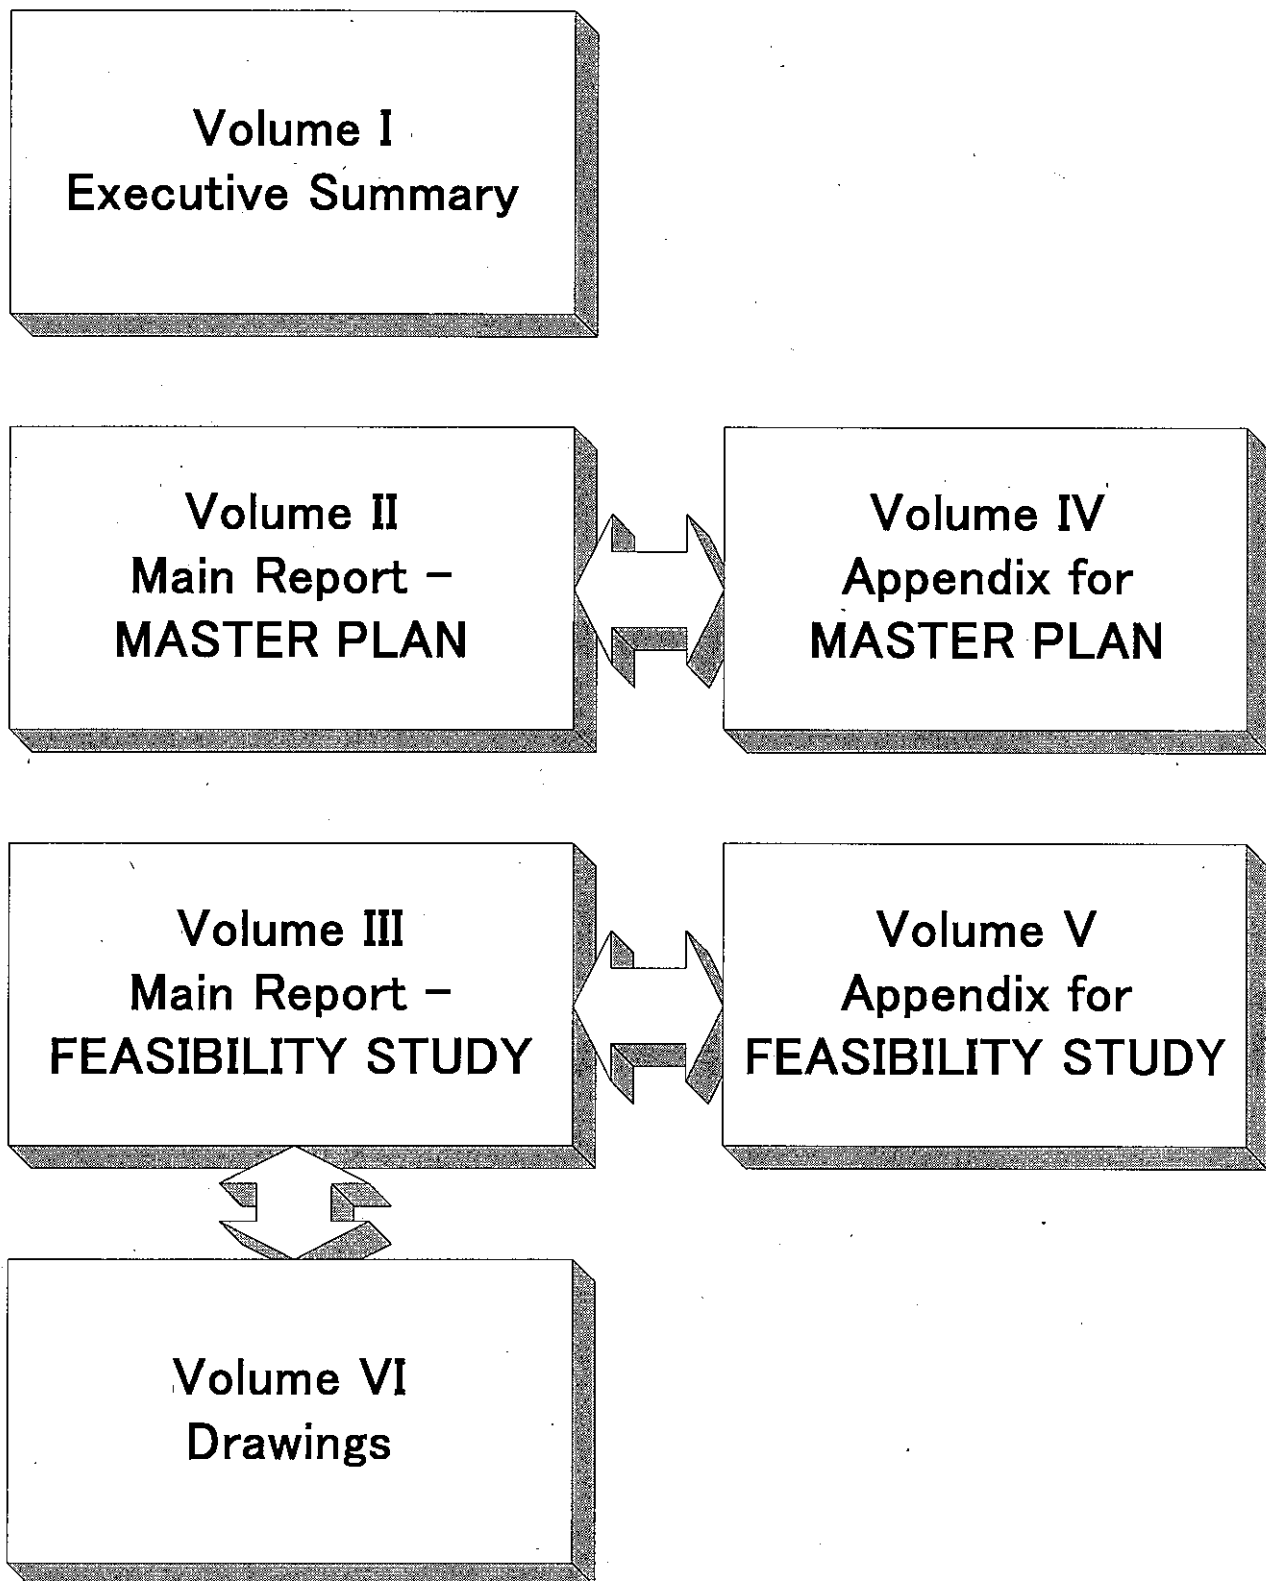 Volume I
Executive Summary
Volume II
Main Report –
MASTER PLAN
Volume IV
Appendix for
MASTER PLAN
Volume III
Main Report –
FEASIBILITY STUDY
Volume V
Appendix for
FEASIBILITY STUDY
Volume VI
Drawings